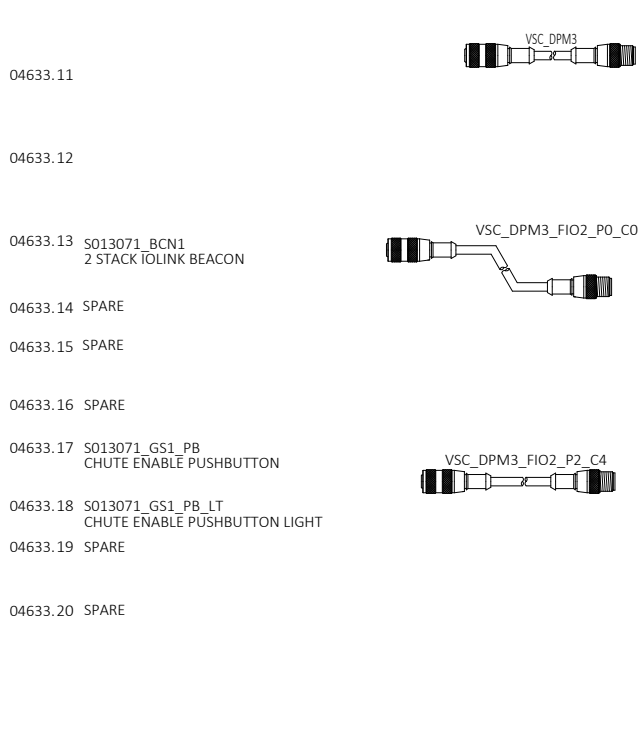 VSC_DPM3
04633.11
04633.12
04633.13 S013071_BCN1 VSC_DPM3_FIO2_P0_C0
2 STACK IOLINK BEACON
04633.14 SPARE
04633.15 SPARE
04633.16 SPARE
04633.17 S013071_GS1_PB
CHUTE ENABLE PUSHBUTTON VSC_DPM3_FIO2_P2_C4
04633.18 S013071_GS1_PB_LT
CHUTE ENABLE PUSHBUTTON LIGHT
04633.19 SPARE
04633.20 SPARE